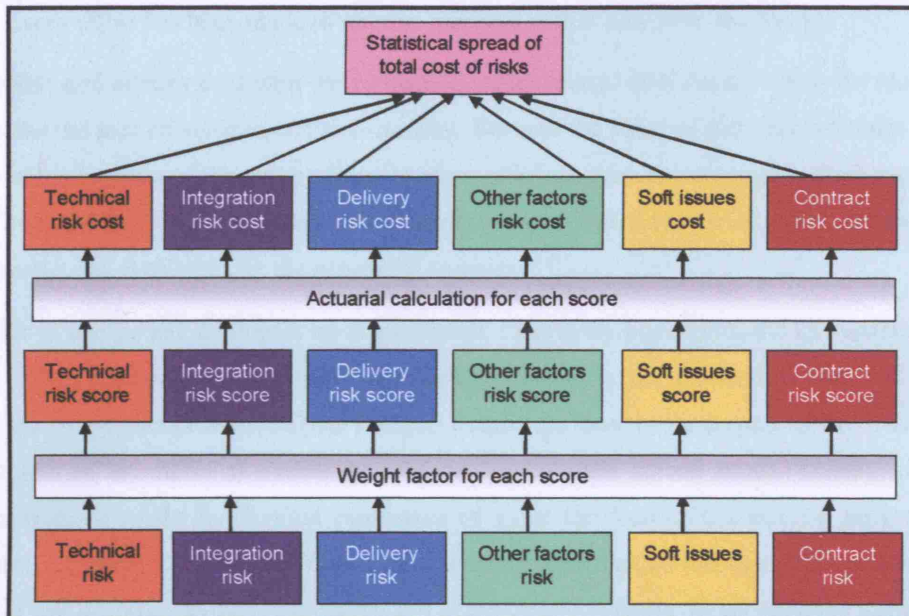 Statistical spread of
total cost of risks
Technical
risk cost
Integration
risk cost
Delivery
risk cost
Other factors
risk cost
Soft issues
cost
Contract
risk cost
Actuarial calculation for each score
Technical
risk score
Integration
risk score
Delivery
risk score
Other factors
risk score
Soft issues
score
Contract
risk score
Weight factor for each score
Technical
risk
Integration
risk
Delivery
risk
Other factors
risk
Soft issues
Contract
risk